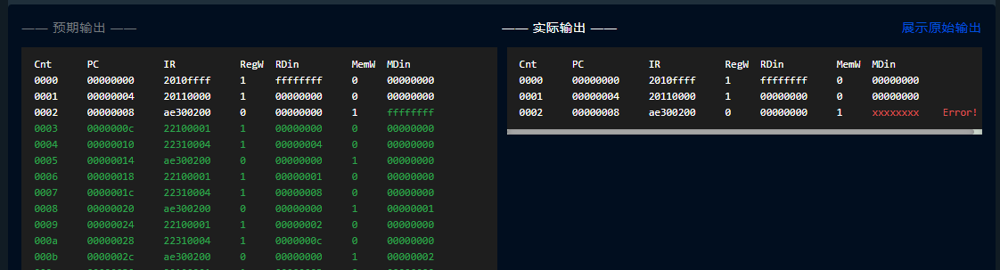 —— 预期输出 ——
Cnt PC IR RegW RDin MemW MDin
0000 00000000 2010ffff 1 ffffffff 0 00000000
0001 00000004 20110000 1 00000000 0 00000000
0002 00000008 ae300200 0 00000000 1 ffffffff
0003 0000000c 22100001 1 00000000 0 00000000
0004 00000010 22310004 1 00000004 0 00000000
0005 00000014 ae300200 0 00000000 1 00000000
0006 00000018 22100001 1 00000001 0 00000000
0007 0000001c 22310004 1 00000008 0 00000000
0008 00000020 ae300200 0 00000000 1 00000001
0009 00000024 22100001 1 00000002 0 00000000
000a 00000028 22310004 1 0000000c 0 00000000
000b 0000002c ae300200 0 00000000 1 00000002
—— 实际输出 ——
展示原始输出
Cnt PC IR RegW RDin MemW MDin
0000 00000000 2010ffff 1 ffffffff 0 00000000
0001 00000004 20110000 1 00000000 0 00000000
0002 00000008 ae300200 0 00000000 1 xxxxxxxx Error!